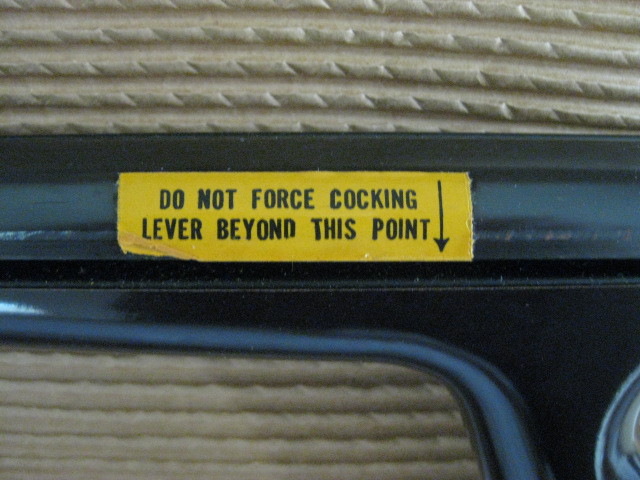 DO NOT FORCE COCKING
LEVER BEYOND THIS POINT